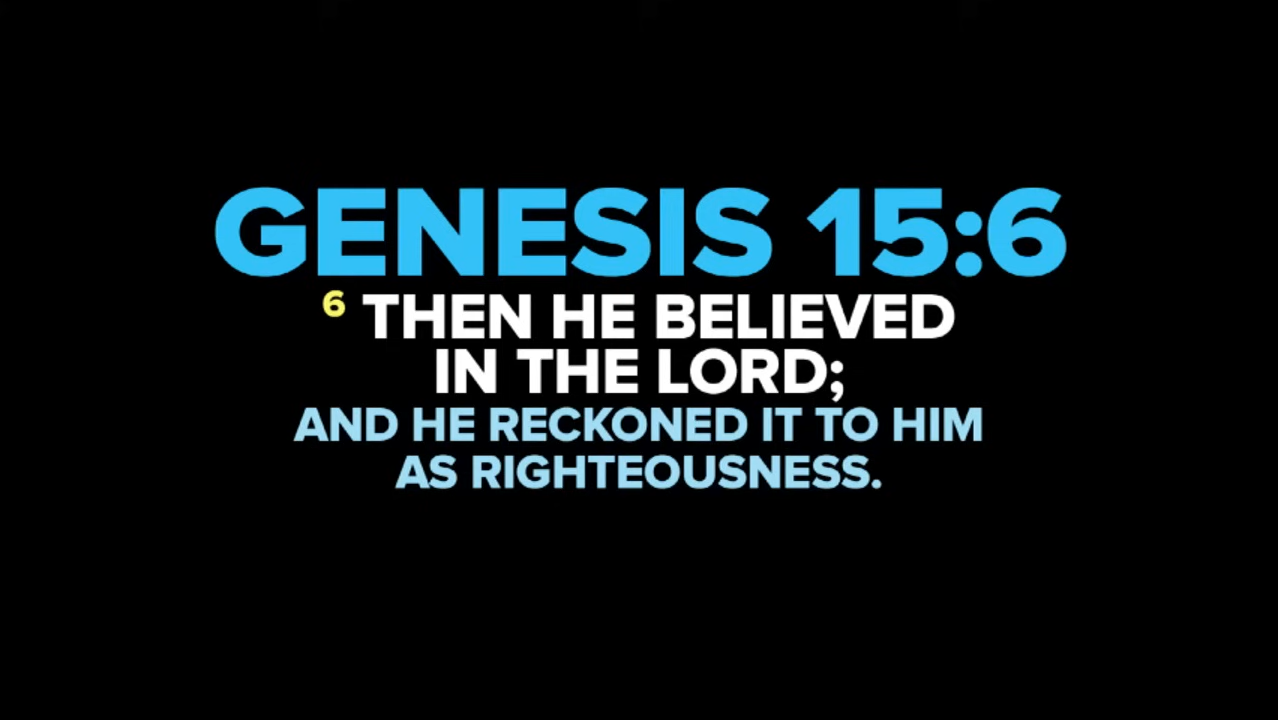 GENESIS 15:6
6 THEN HE BELIEVED
IN THE LORD;
AND HE RECKONED IT TO HIM
AS RIGHTEOUSNESS.